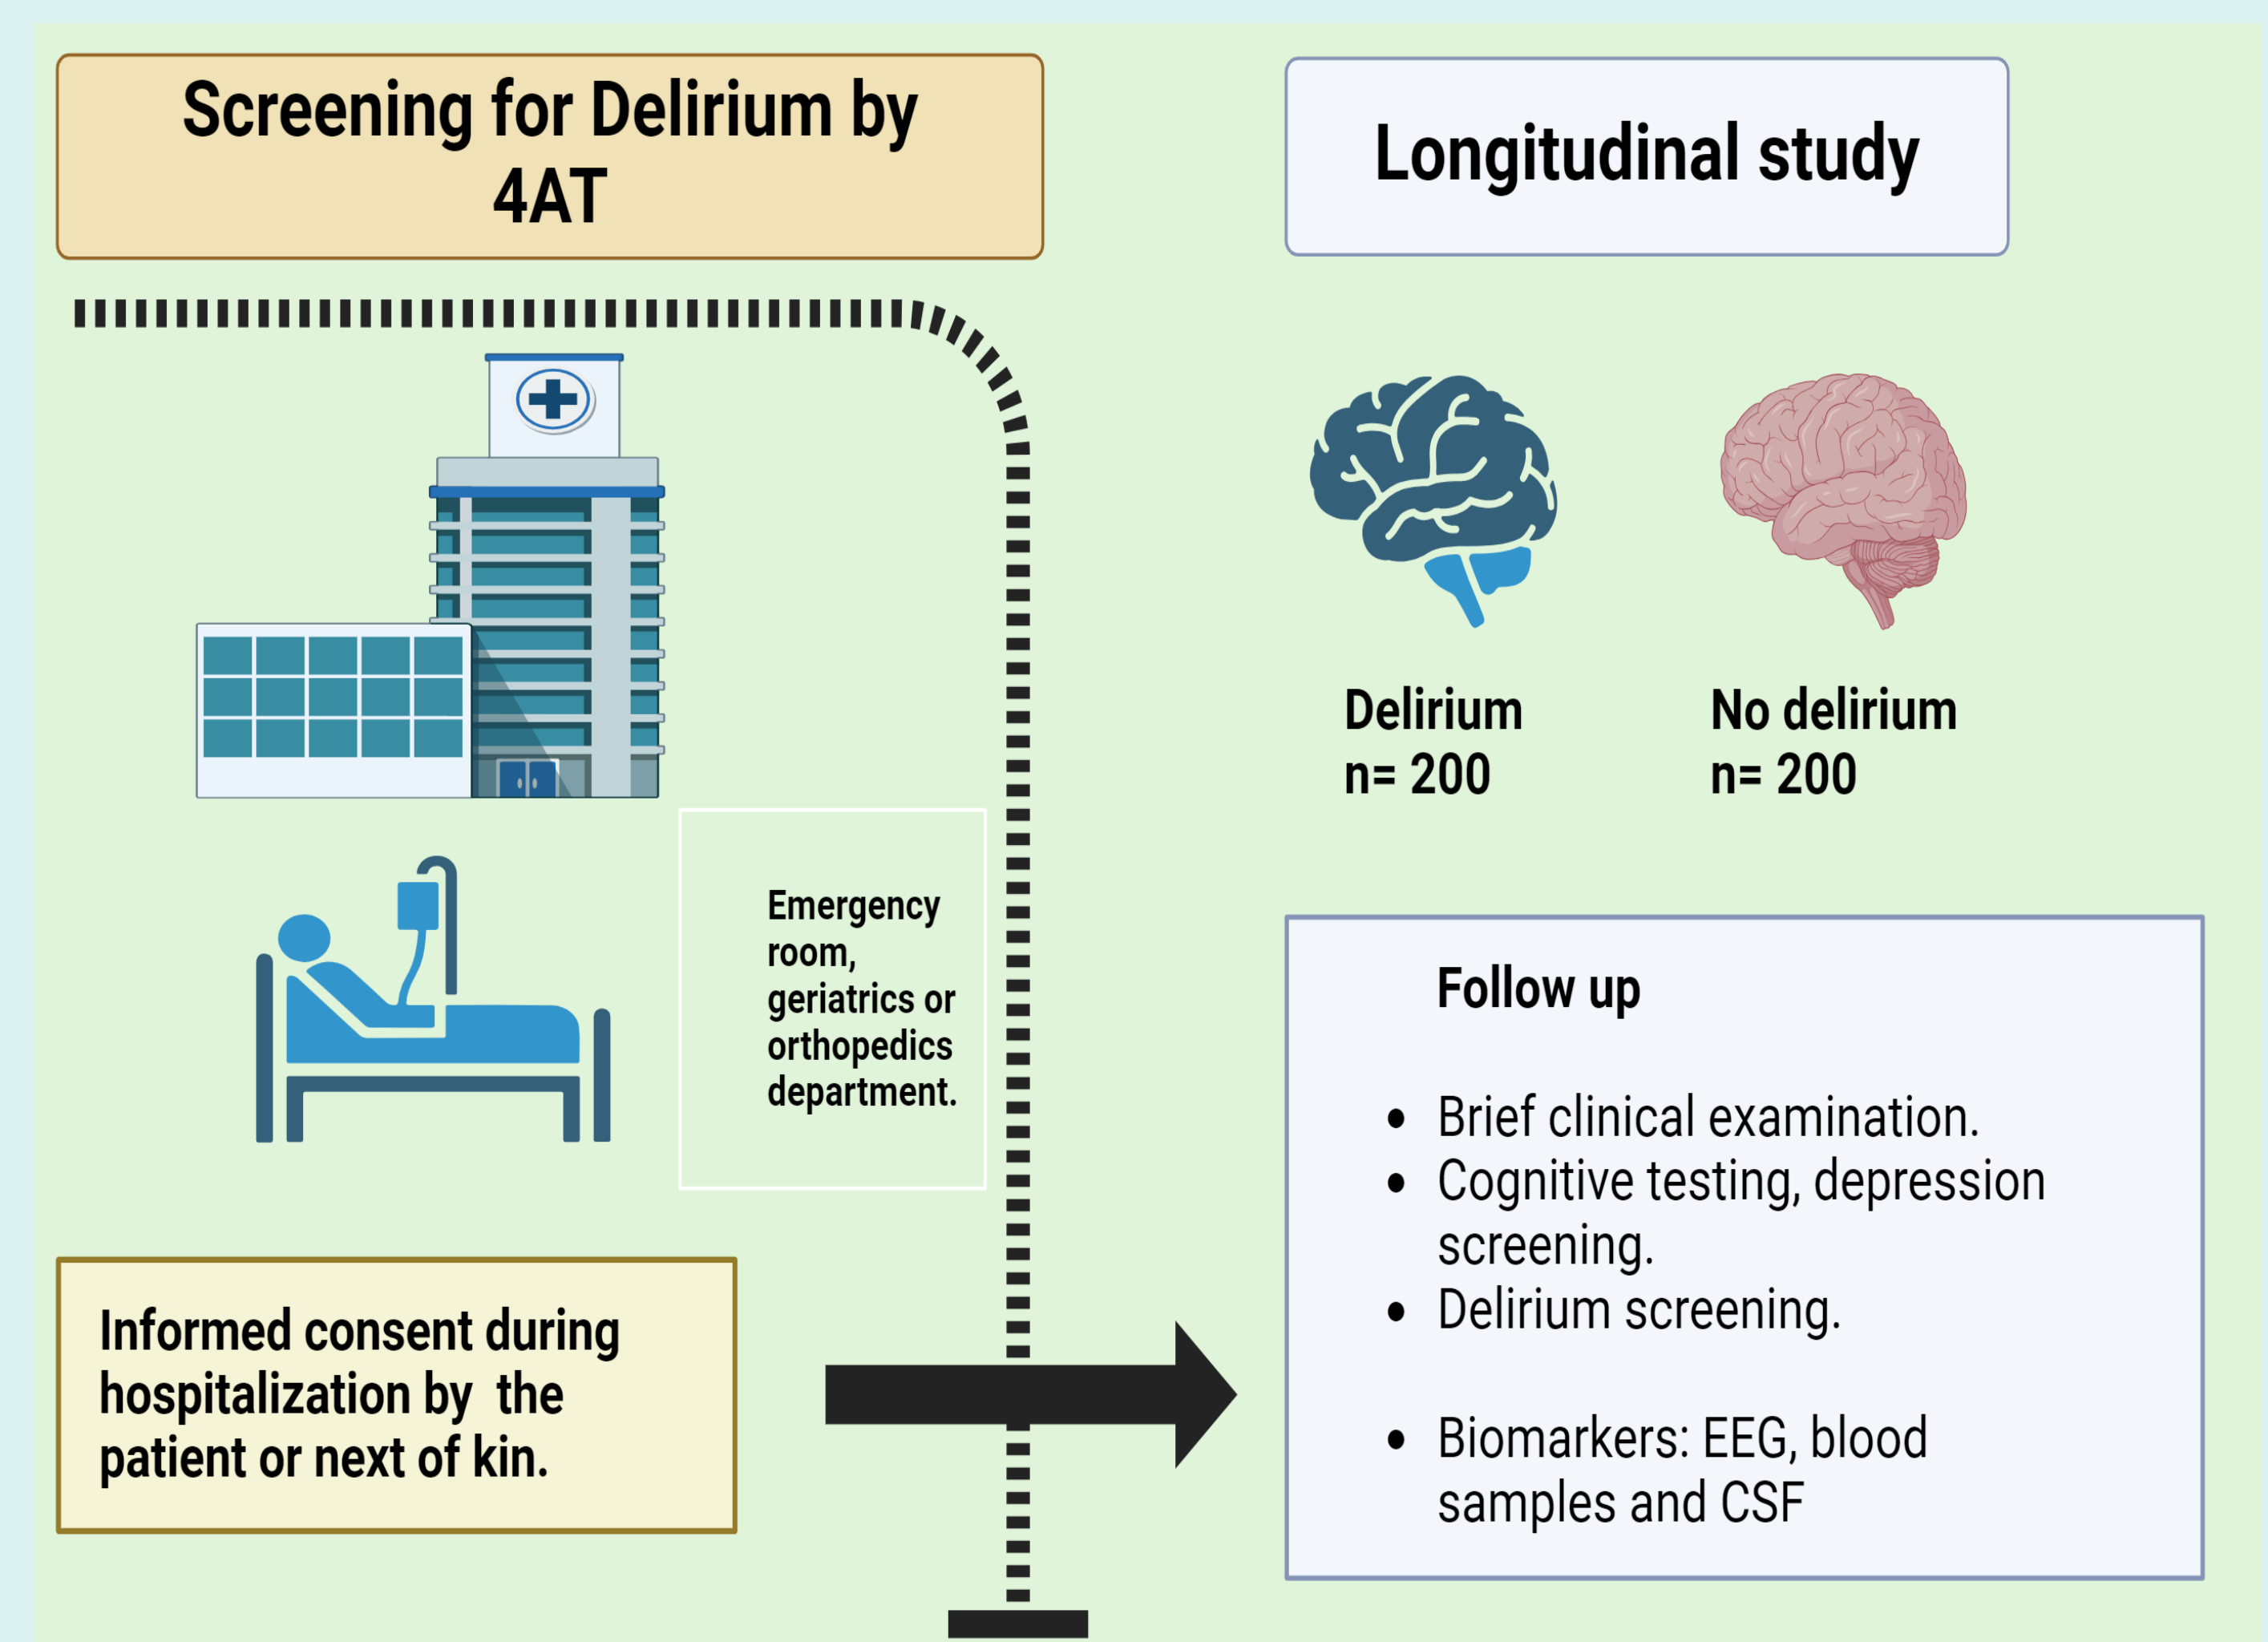 Screening for Delirium by
4AT
Emergency
room,
geriatrics or
orthopedics
department.
Informed consent during
hospitalization by  the
patient or next of kin.
Longitudinal study
Delirium
n= 200
No delirium
n= 200
Follow up
• Brief clinical examination.
• Cognitive testing, depression
screening.
• Delirium screening.
• Biomarkers: EEG, blood
samples and CSF